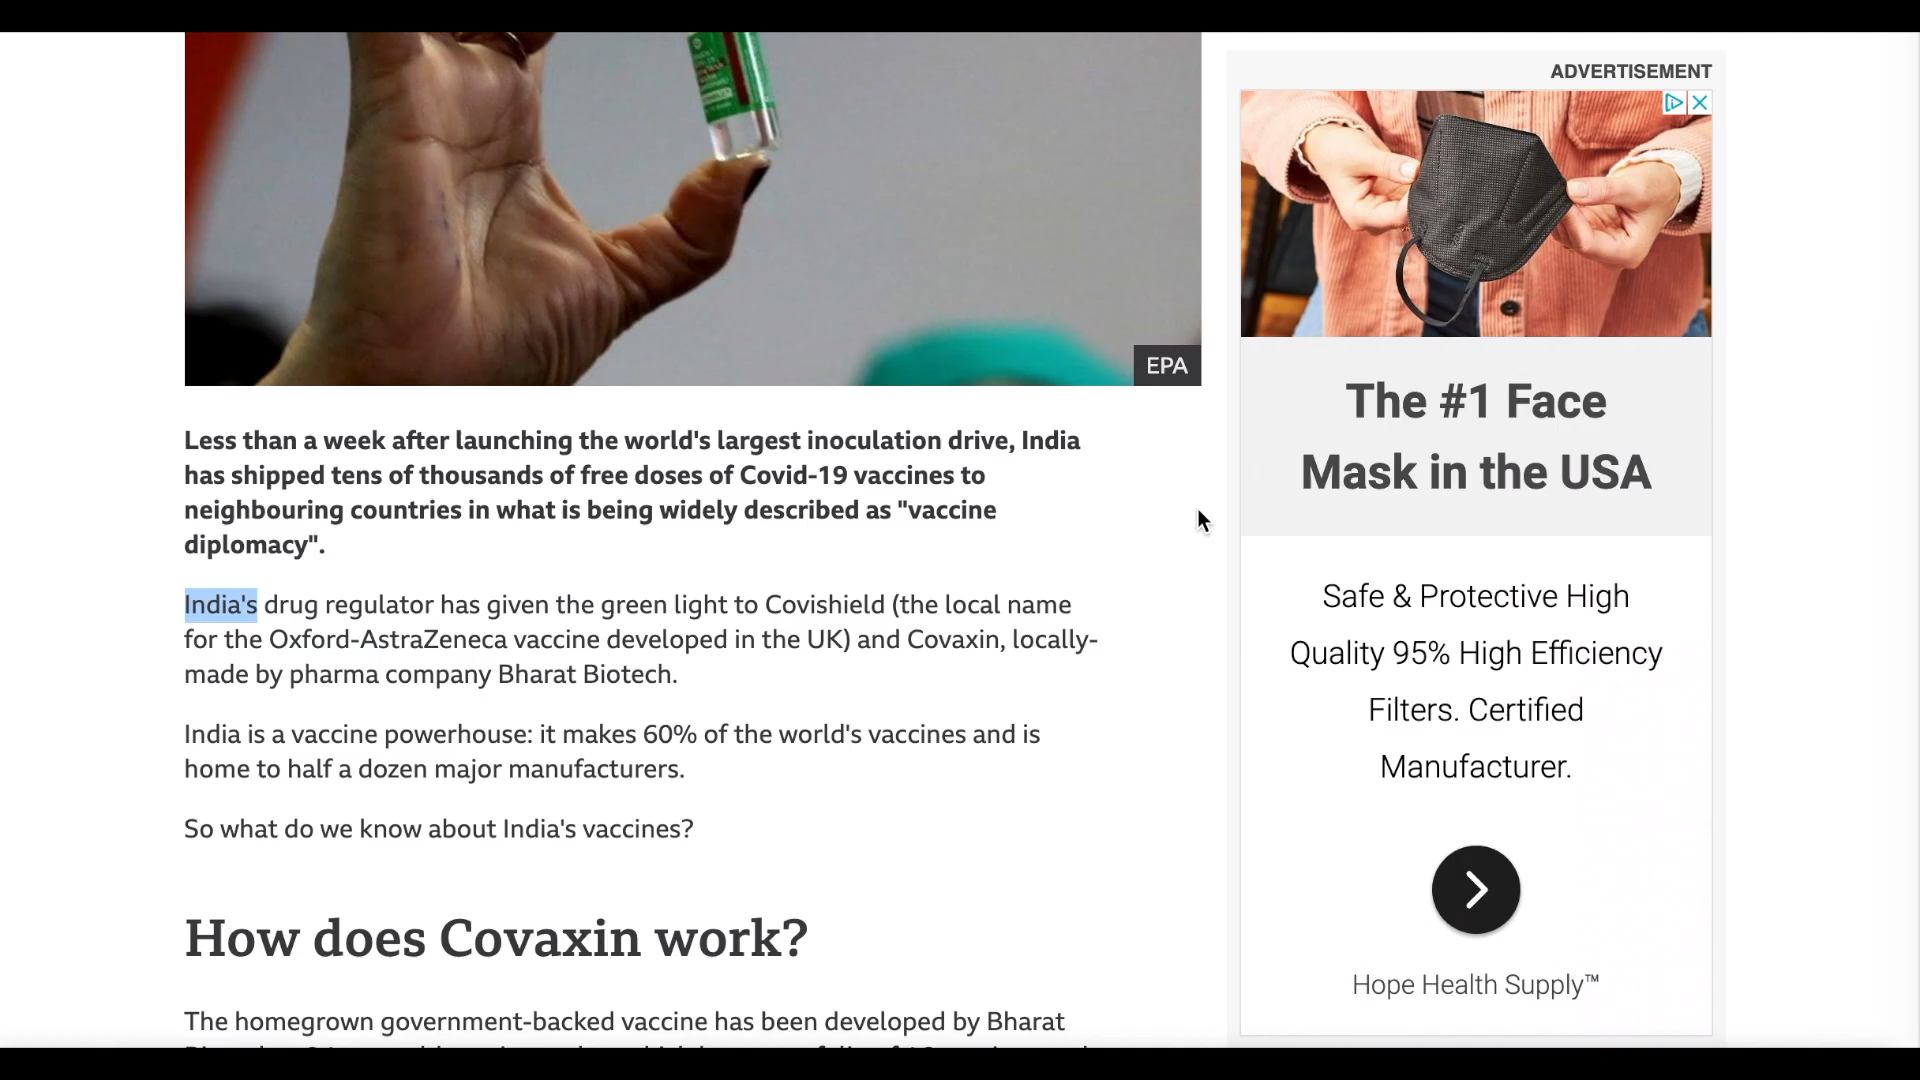 EPA
Less than a week after launching the world's largest inoculation drive, India
has shipped tens of thousands of free doses of Covid-19 vaccines to
neighbouring countries in what is being widely described as "vaccine
diplomacy".
India's drug regulator has given the green light to Covishield (the local name
for the Oxford-AstraZeneca vaccine developed in the UK) and Covaxin, locally-
made by pharma company Bharat Biotech.
India is a vaccine powerhouse: it makes 60% of the world's vaccines and is
home to half a dozen major manufacturers.
So what do we know about India's vaccines?
How does Covaxin work?
The homegrown government-backed vaccine has been developed by Bharat
ADVERTISEMENT
The #1 Face
Mask in the USA
Safe & Protective High
Quality 95% High Efficiency
Filters. Certified
Manufacturer.
Hope Health Supply™